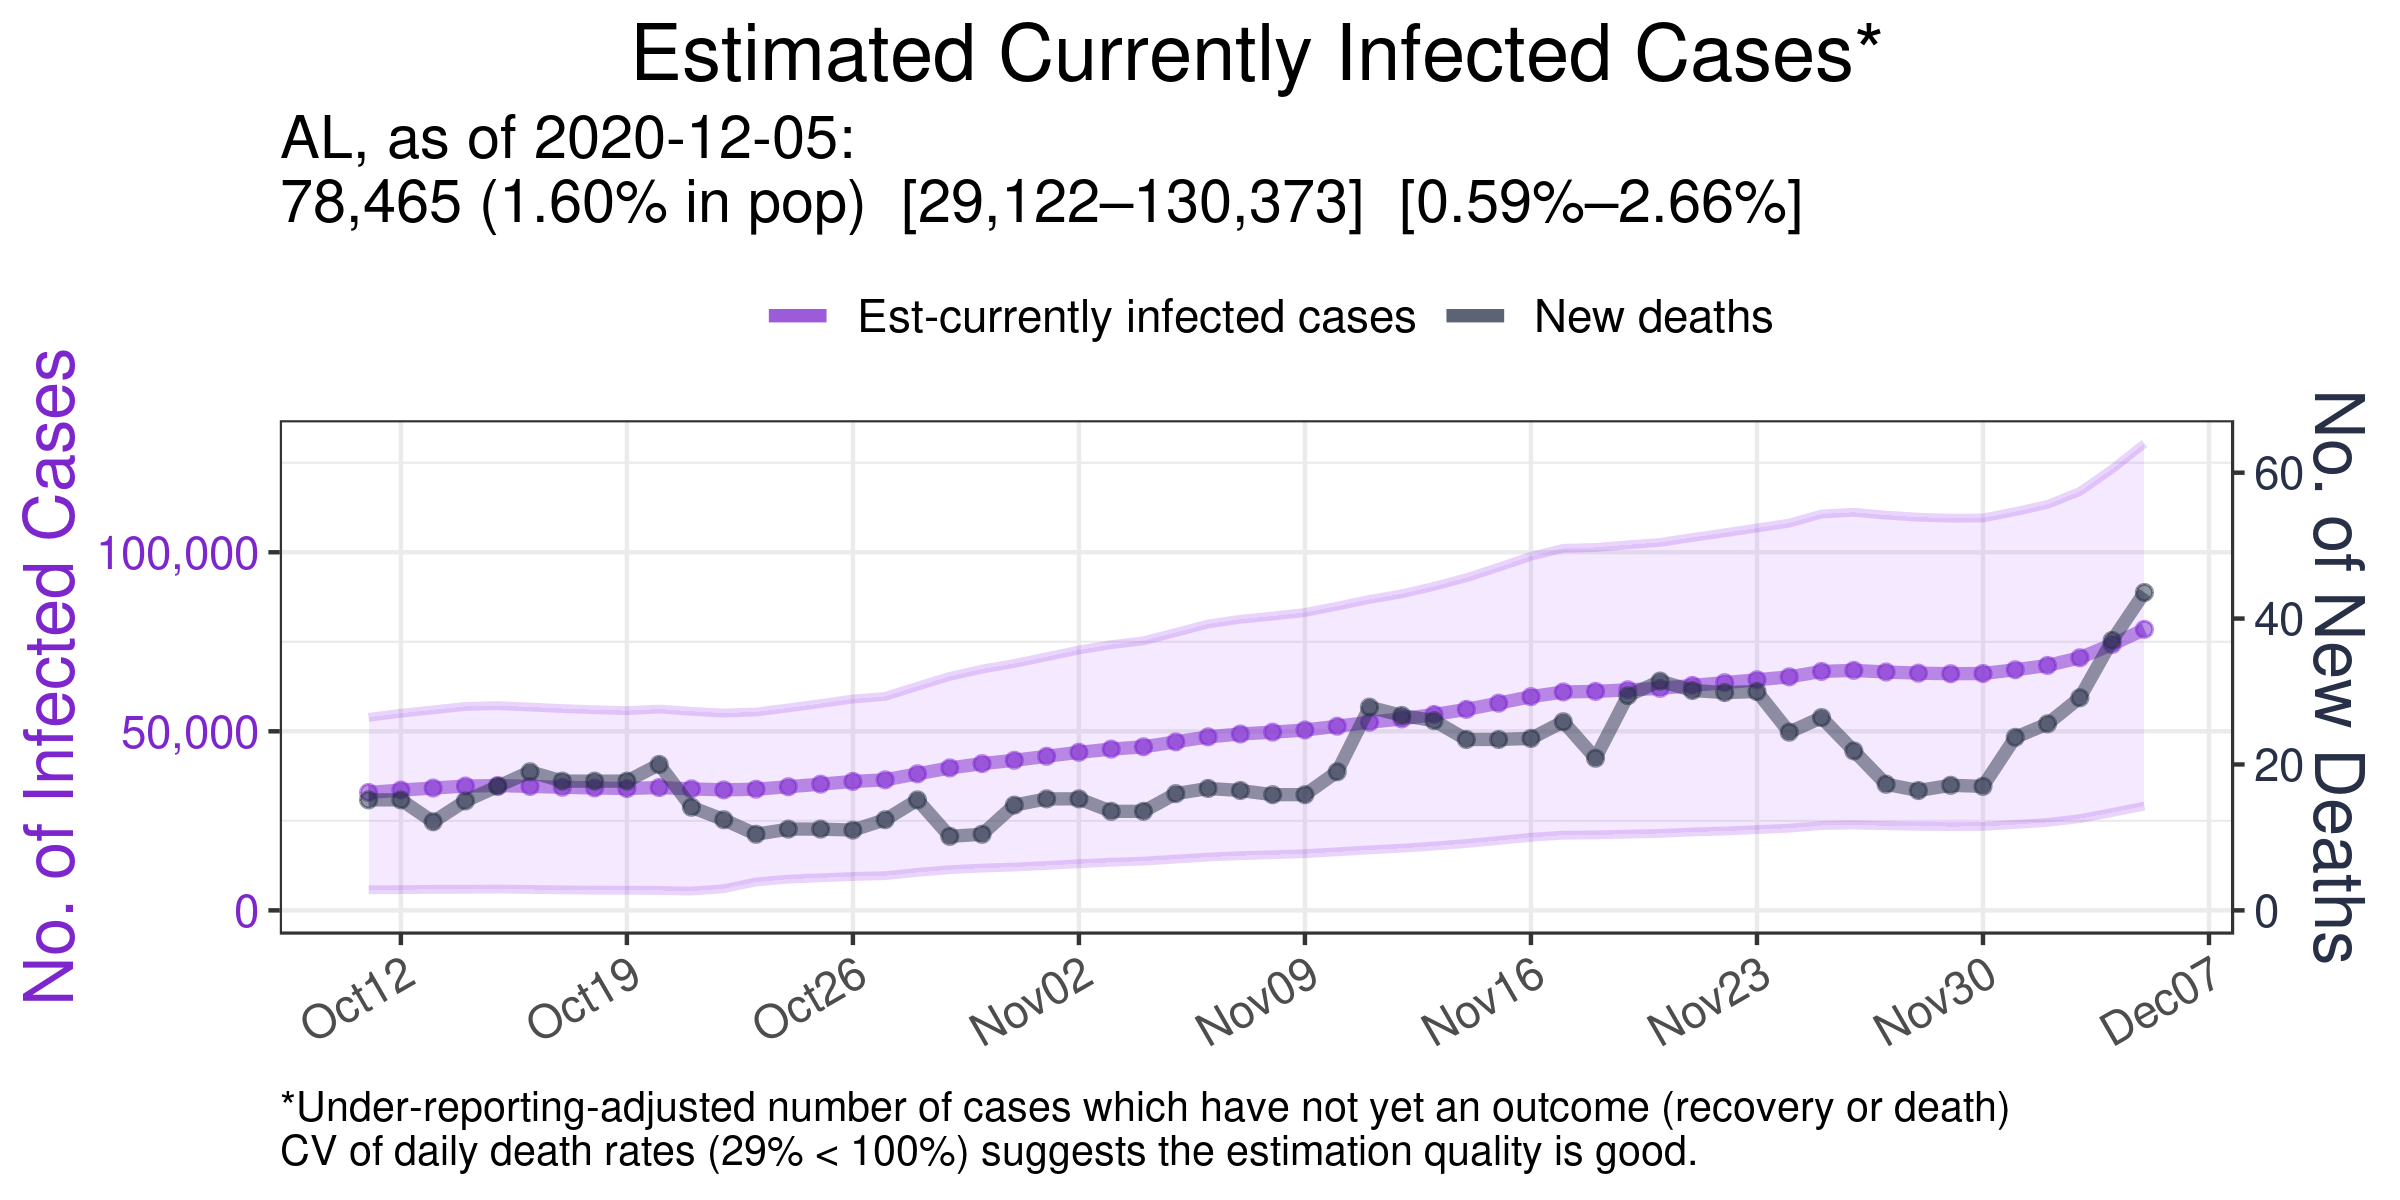 Estimated Currently Infected Cases*
AL, as of 2020-12-05:
78,465 (1.60% in pop)  [29,122–130,373]  [0.59%–2.66%]
Est-currently infected cases
New deaths
No. of Infected Cases
100,000
50,000
0
No. of New Deaths
60
40
20
0
Oct12
Oct19
Oct26
Nov02
Nov09
Nov16
Nov23
Nov30
Dec07
*Under-reporting-adjusted number of cases which have not yet an outcome (recovery or death)
CV of daily death rates (29% < 100%) suggests the estimation quality is good.